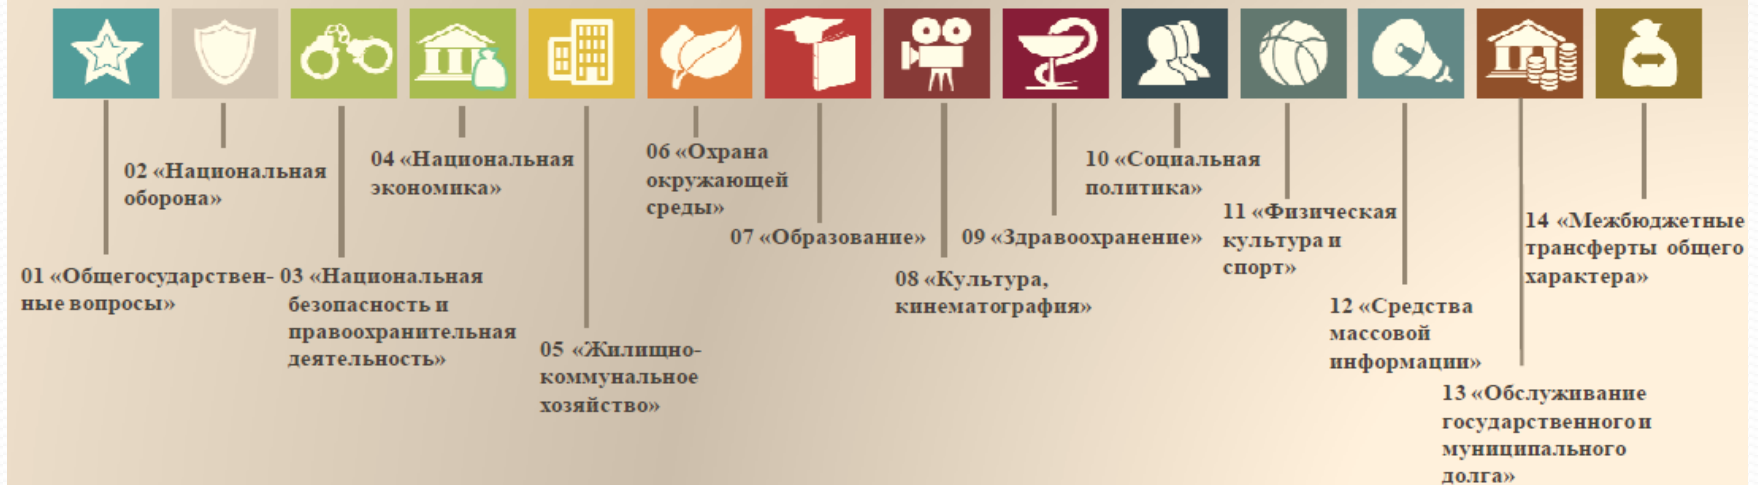 01 «Общегосударствен-
ные вопросы»
02 «Национальная
оборона»
03 «Национальная
безопасность и
правоохранительная
деятельность»
04 «Национальная
экономика»
05 «Жилищно-
коммунальное
хозяйство»
06 «Охрана
окружающей
среды»
07 «Образование»
08 «Культура,
кинематография»
09 «Здравоохранение»
10 «Социальная
политика»
11 «Физическая
культура и
спорт»
12 «Средства
массовой
информации»
13 «Обслуживание
государственного и
муниципального
долга»
14 «Межбюджетные
трансферты общего
характера»